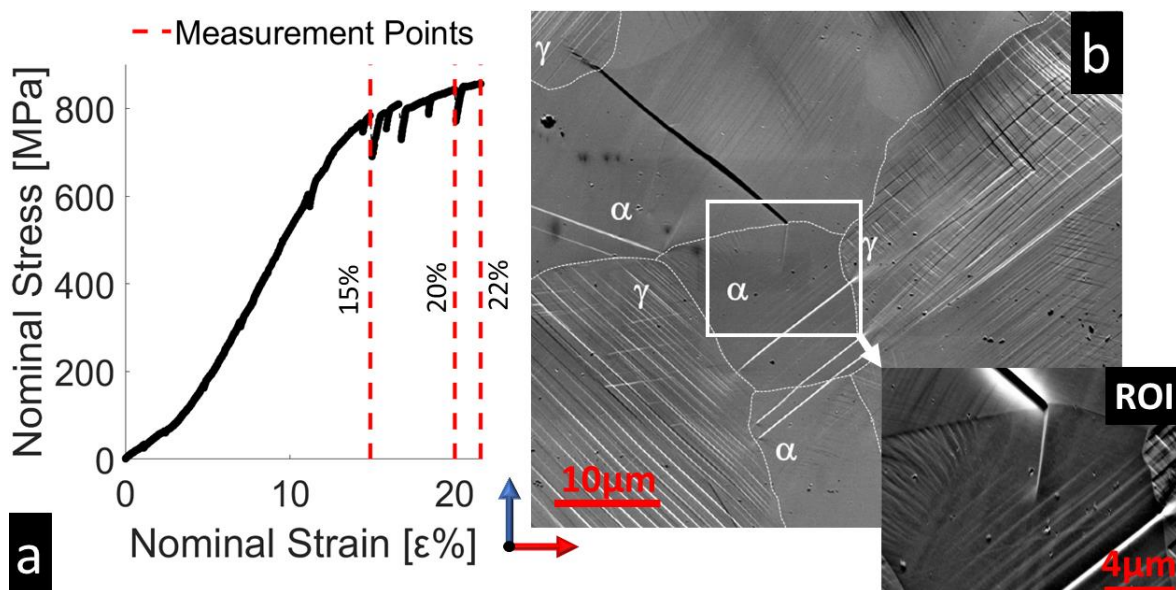 Measurement Points
Nominal Stress [MPa]
800
600
400
200
0
0
10
20
15%
20%
22%
Nominal Strain [ε%]
a
b
γ
α
γ
α
γ
α
10μm
ROI
4μm